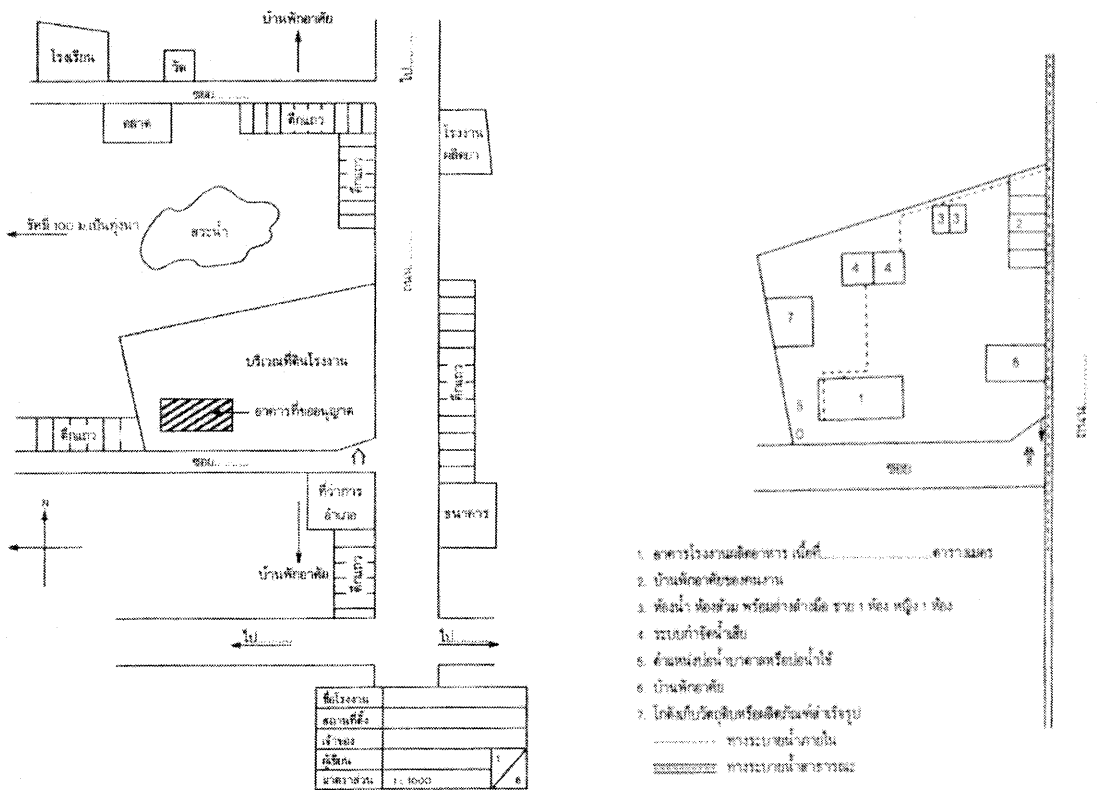 บ้านพักอาศัย
โรงเรียน
วัด
ไป..........
ซอย..........
ตลาด
ตึกแถว
โรงงาน
ผลิตยา
ตึกแถว
รัศมี 100 ม.เป็นทุ่งนา
สระน้ำ
ถนน..........
บริเวณที่ดินโรงงาน
อาคารที่ขออนุญาต
ตึกแถว
ตึกแถว
ซอย..........
ที่ว่าการ
อำเภอ
ธนาคาร
N
บ้านพักอาศัย
ตึกแถว
ไป..........
ไป..........
ชื่อโรงงาน
สถานที่ตั้ง
เจ้าของ
ผู้เขียน
มาตราส่วน 1 : 1000
1/8
3 3
2
4 4
7
6
1
5
O
ซอย
ถนน..........
1. อาคารโรงงานผลิตอาหาร เนื้อที่..........ตารางเมตร
2. บ้านพักอาศัยของคนงาน
3. ห้องน้ำ ห้องส้วม พร้อมอ่างล้างมือ ชาย 1 ห้อง หญิง 1 ห้อง
4. ระบบกำจัดน้ำเสีย
5. ตำแหน่งบ่อน้ำบาดาลหรือบ่อน้ำใช้
6. บ้านพักอาศัย
7. โกดังเก็บวัตถุดิบหรือผลิตภัณฑ์สำเร็จรูป
ทางระบายน้ำภายใน
ทางระบายน้ำสาธารณะ